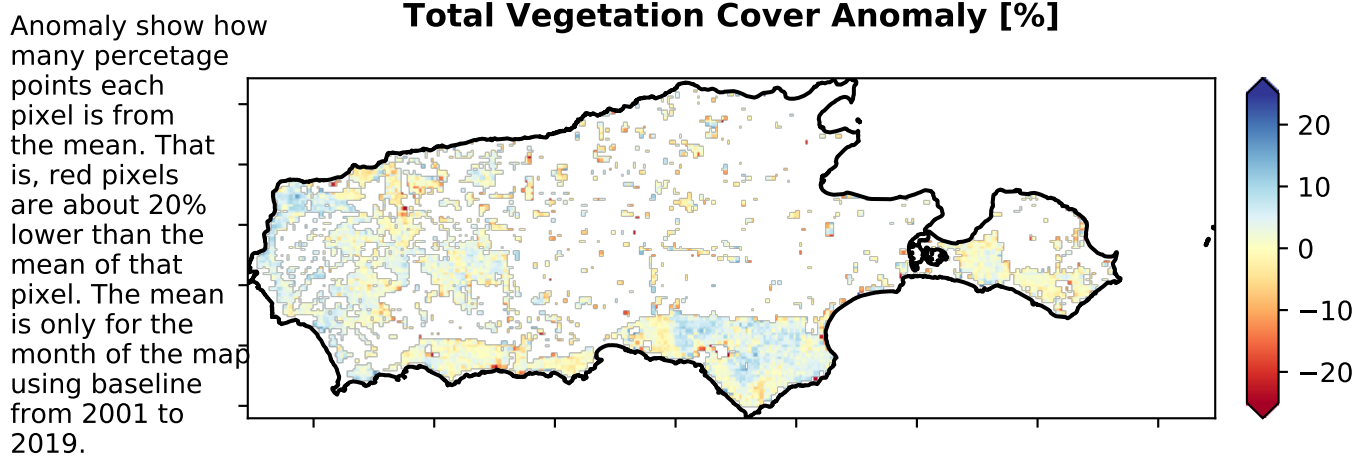 Total Vegetation Cover Anomaly [%]
Anomaly show how
many percetage
points each
pixel is from
the mean. That
is, red pixels
are about 20%
lower than the
mean of that
pixel. The mean
is only for the
month of the map
using baseline
from 2001 to
2019.
20
10
0
−10
−20